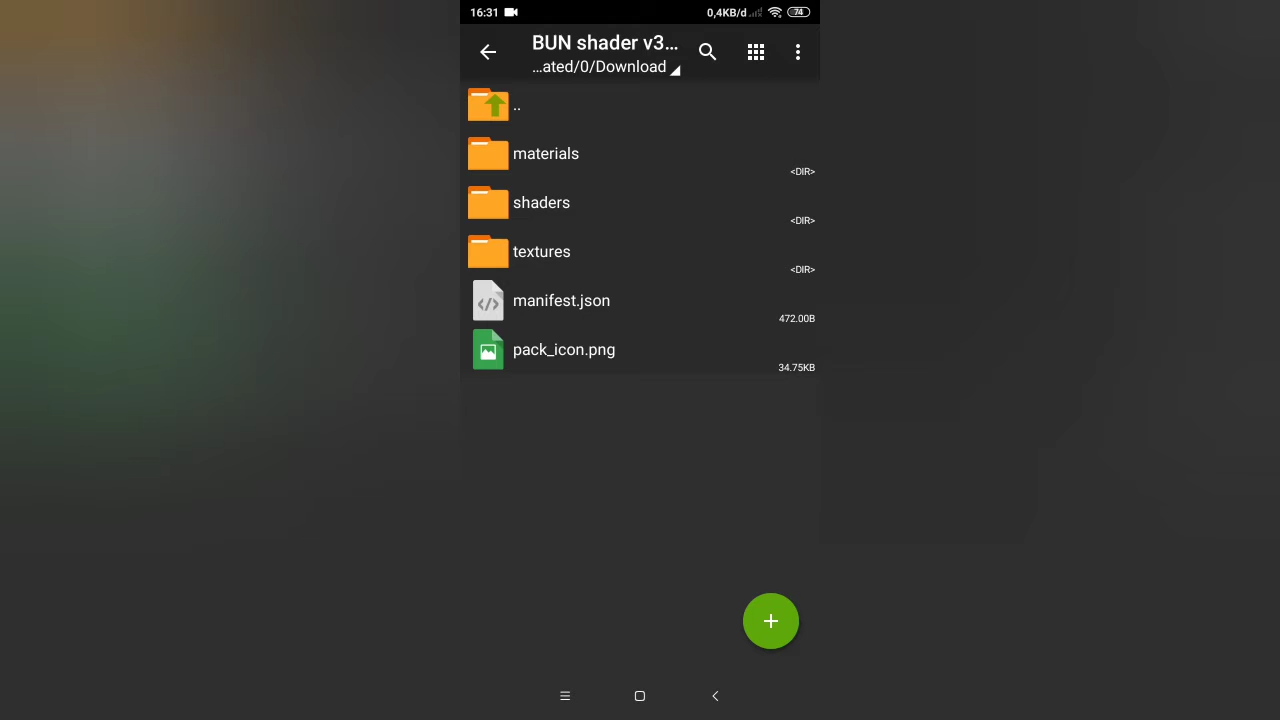 16:31
0,4KB/d
74
BUN shader v3...
...ated/0/Download
..
materials
<DIR>
shaders
<DIR>
textures
<DIR>
manifest.json
472.00B
pack_icon.png
34.75KB